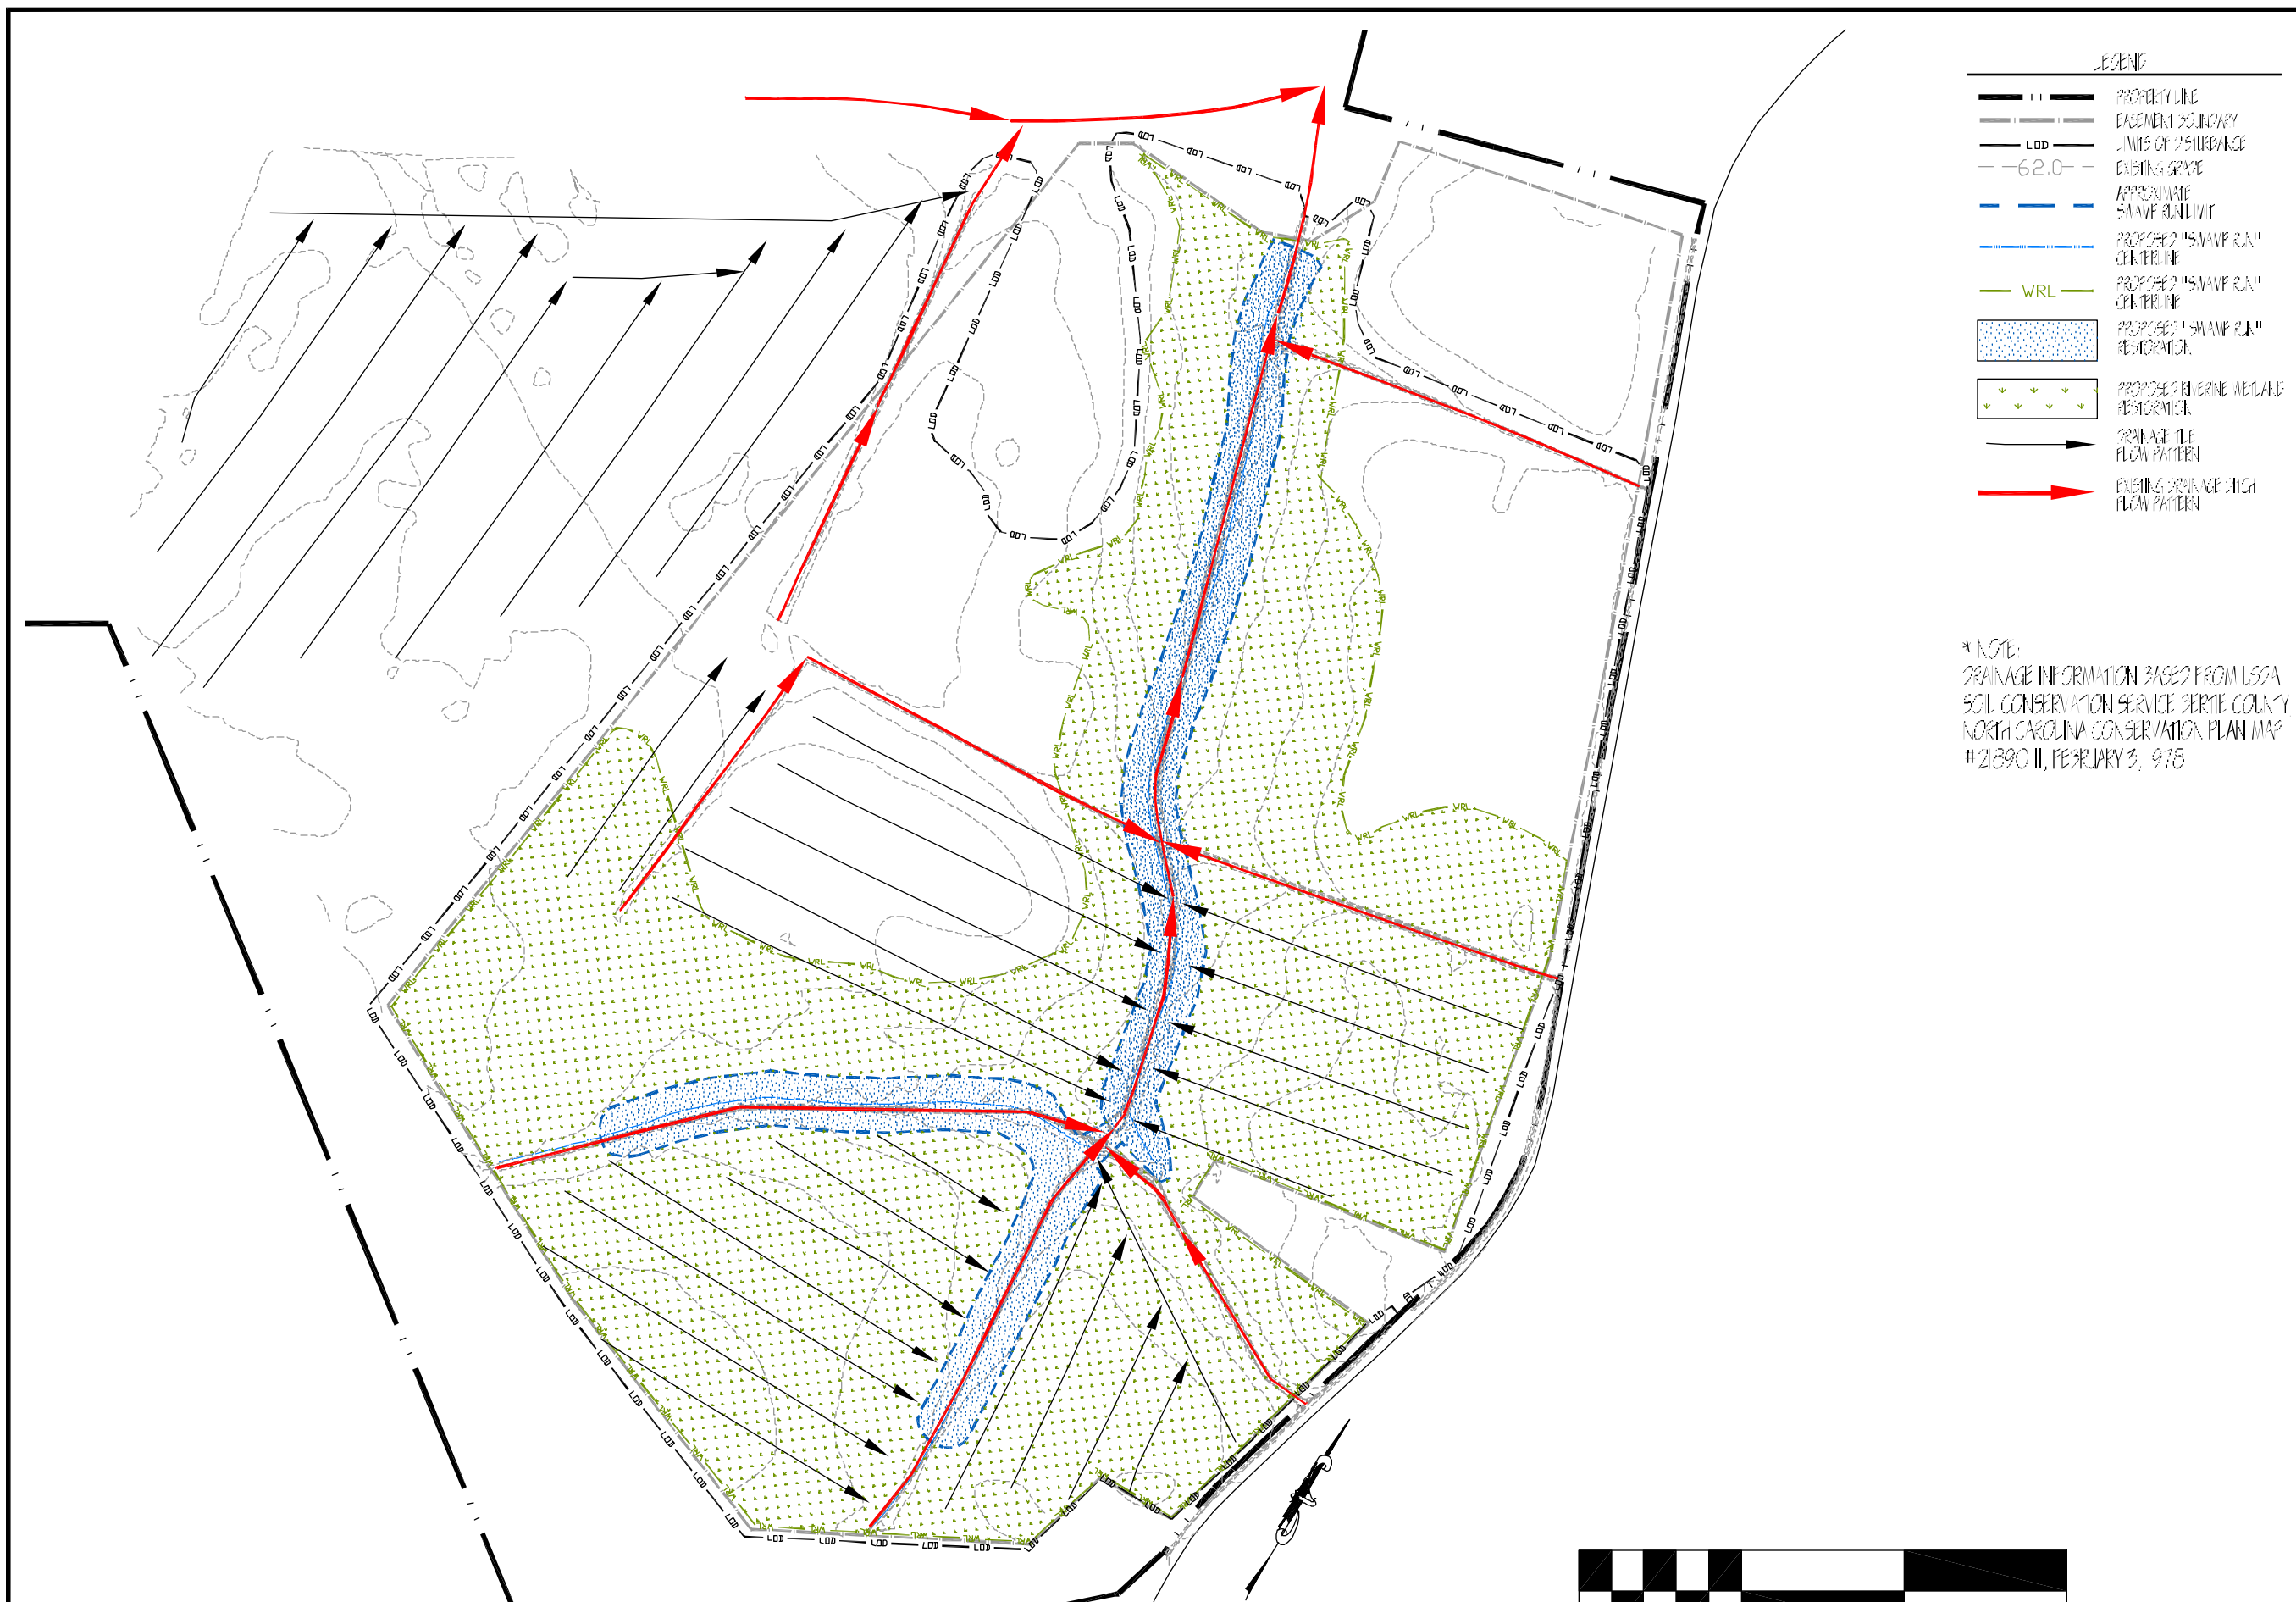 LEGEND
PROPERTY LINE
EASEMENT BOUNDARY
LOD
LIMITS OF DISTURBANCE
62.0
EXISTING GRADE
APPROXIMATE
SWAMP RUN LIMIT
PROPOSED "SWAMP RUN"
CENTERLINE
WRL
PROPOSED "SWAMP RUN"
CENTERLINE
PROPOSED "SWAMP RUN"
RESTORATION
PROPOSED RIVERINE WETLAND
RESTORATION
DRAINAGE TILE
FLOW PATTERN
EXISTING DRAINAGE DITCH
FLOW PATTERN
* NOTE:
DRAINAGE INFORMATION BASED FROM USDA
SOIL CONSERVATION SERVICE BERTIE COUNTY
NORTH CAROLINA CONSERVATION PLAN MAP
FEBRUARY 3, 1978